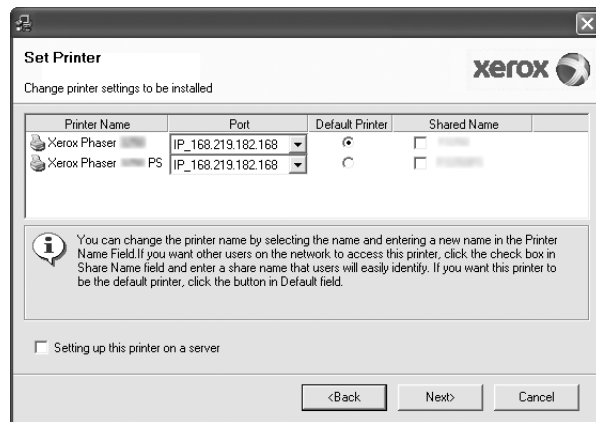 Set Printer
xerox
Change printer settings to be installed
Printer Name Port Default Printer Shared Name
Xerox Phaser IP_168.219.182.168
Xerox Phaser PS IP_168.219.182.168
You can change the printer name by selecting the name and entering a new name in the Printer
Name Field.If you want other users on the network to access this printer, click the check box in
Share Name field and enter a share name that users will easily identify. If you want this printer to
be the default printer, click the button in Default field.
Setting up this printer on a server
<Back Next> Cancel